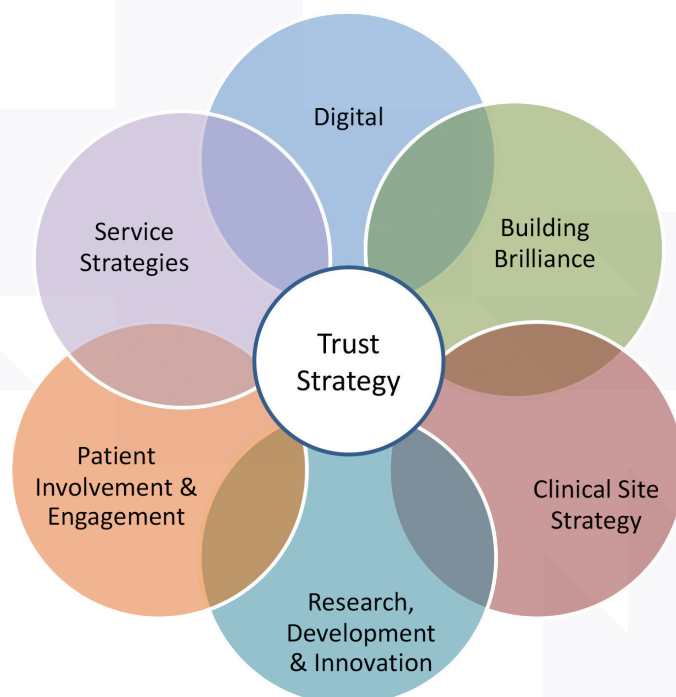 Digital
Building
Brilliance
Service
Strategies
Trust
Strategy
Patient
Involvement &
Engagement
Clinical Site
Strategy
Research,
Development
& Innovation